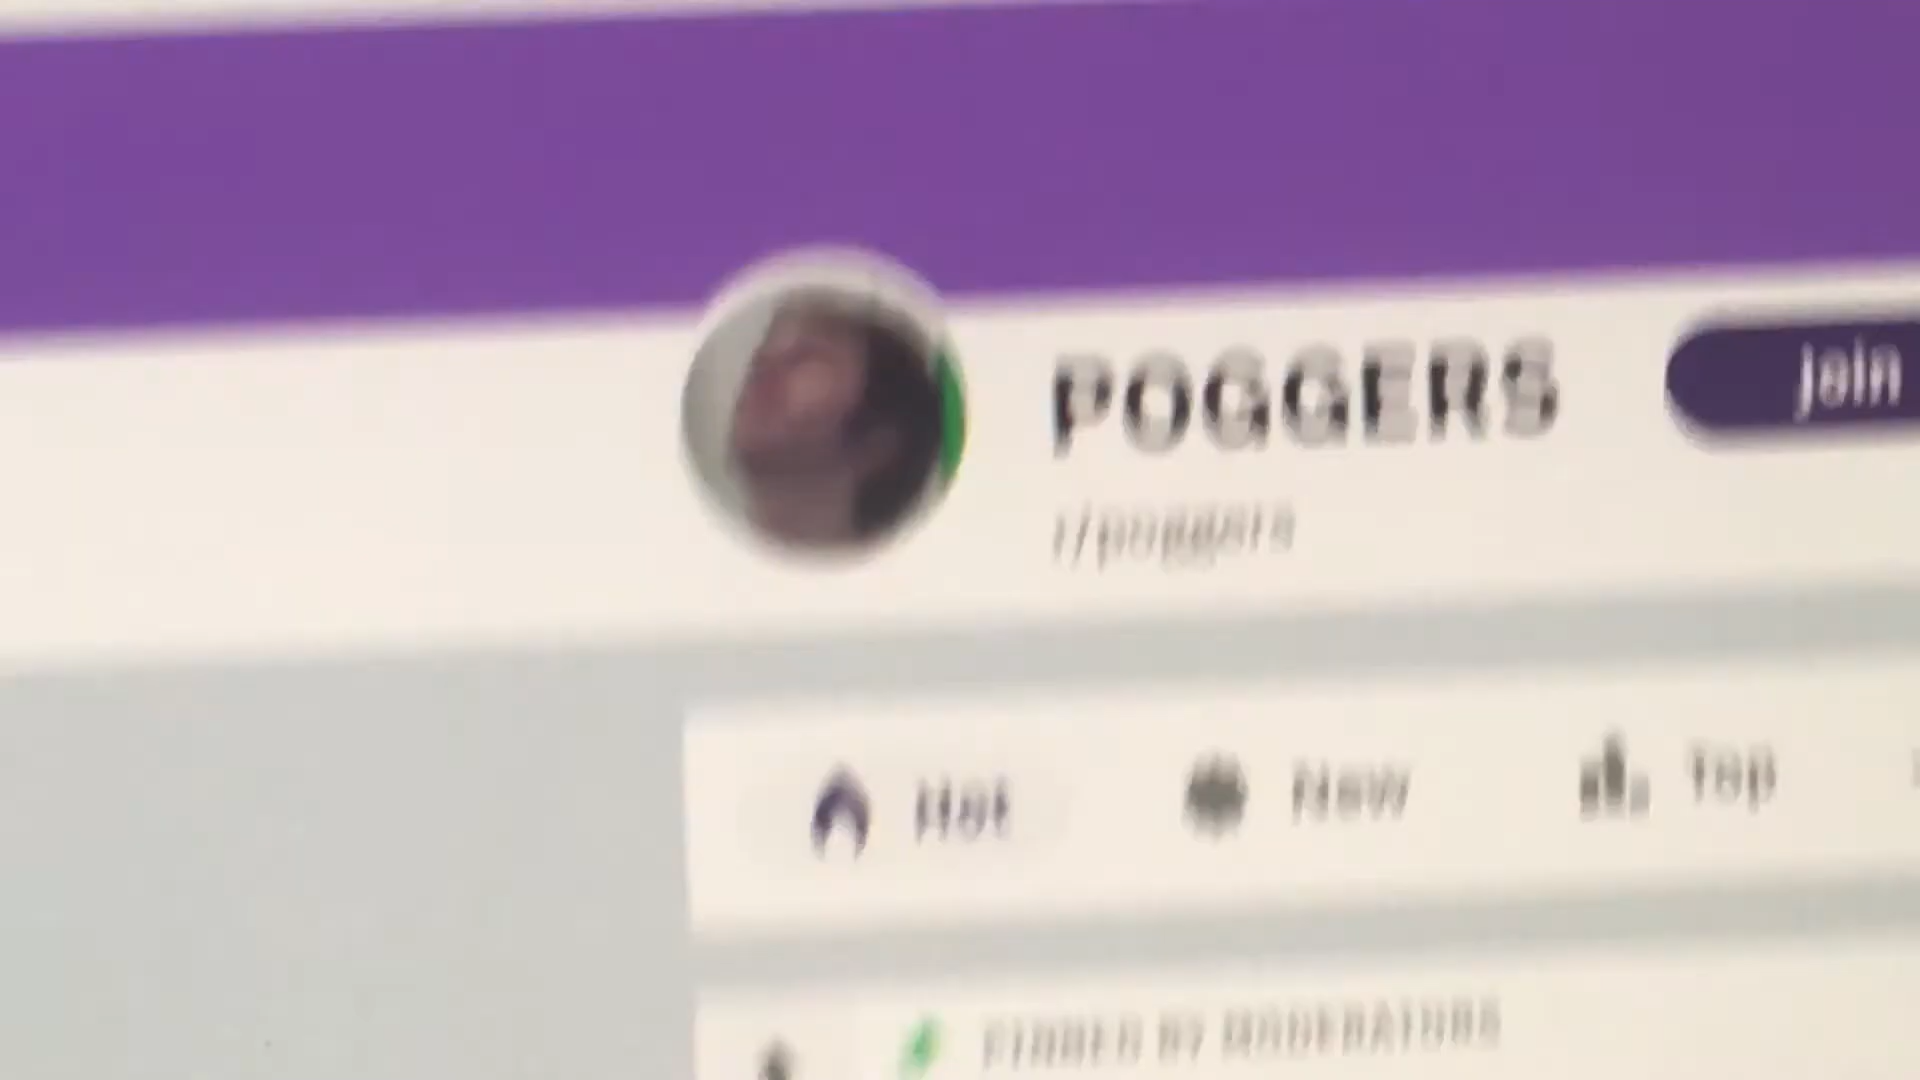 POGGERS
Join
r/poggers
Hot
New
Top
PINNED BY MODERATORS